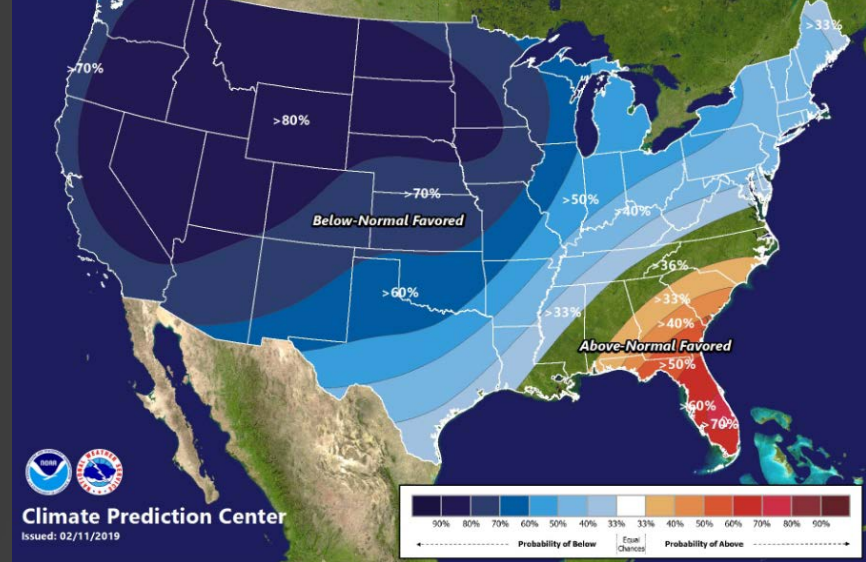 >33%
>70%
>80%
>70%
Below-Normal Favored
>50%
>40%
>60%
>36%
>33%
>33%
>40%
Above-Normal Favored
>50%
>60%
>70%
NOAA
Climate Prediction Center
Issued: 02/11/2019
90% 80% 70% 60% 50% 40% 33% 33% 40% 50% 60% 70% 80% 90%
Probability of Below
Equal
Chances
Probability of Above